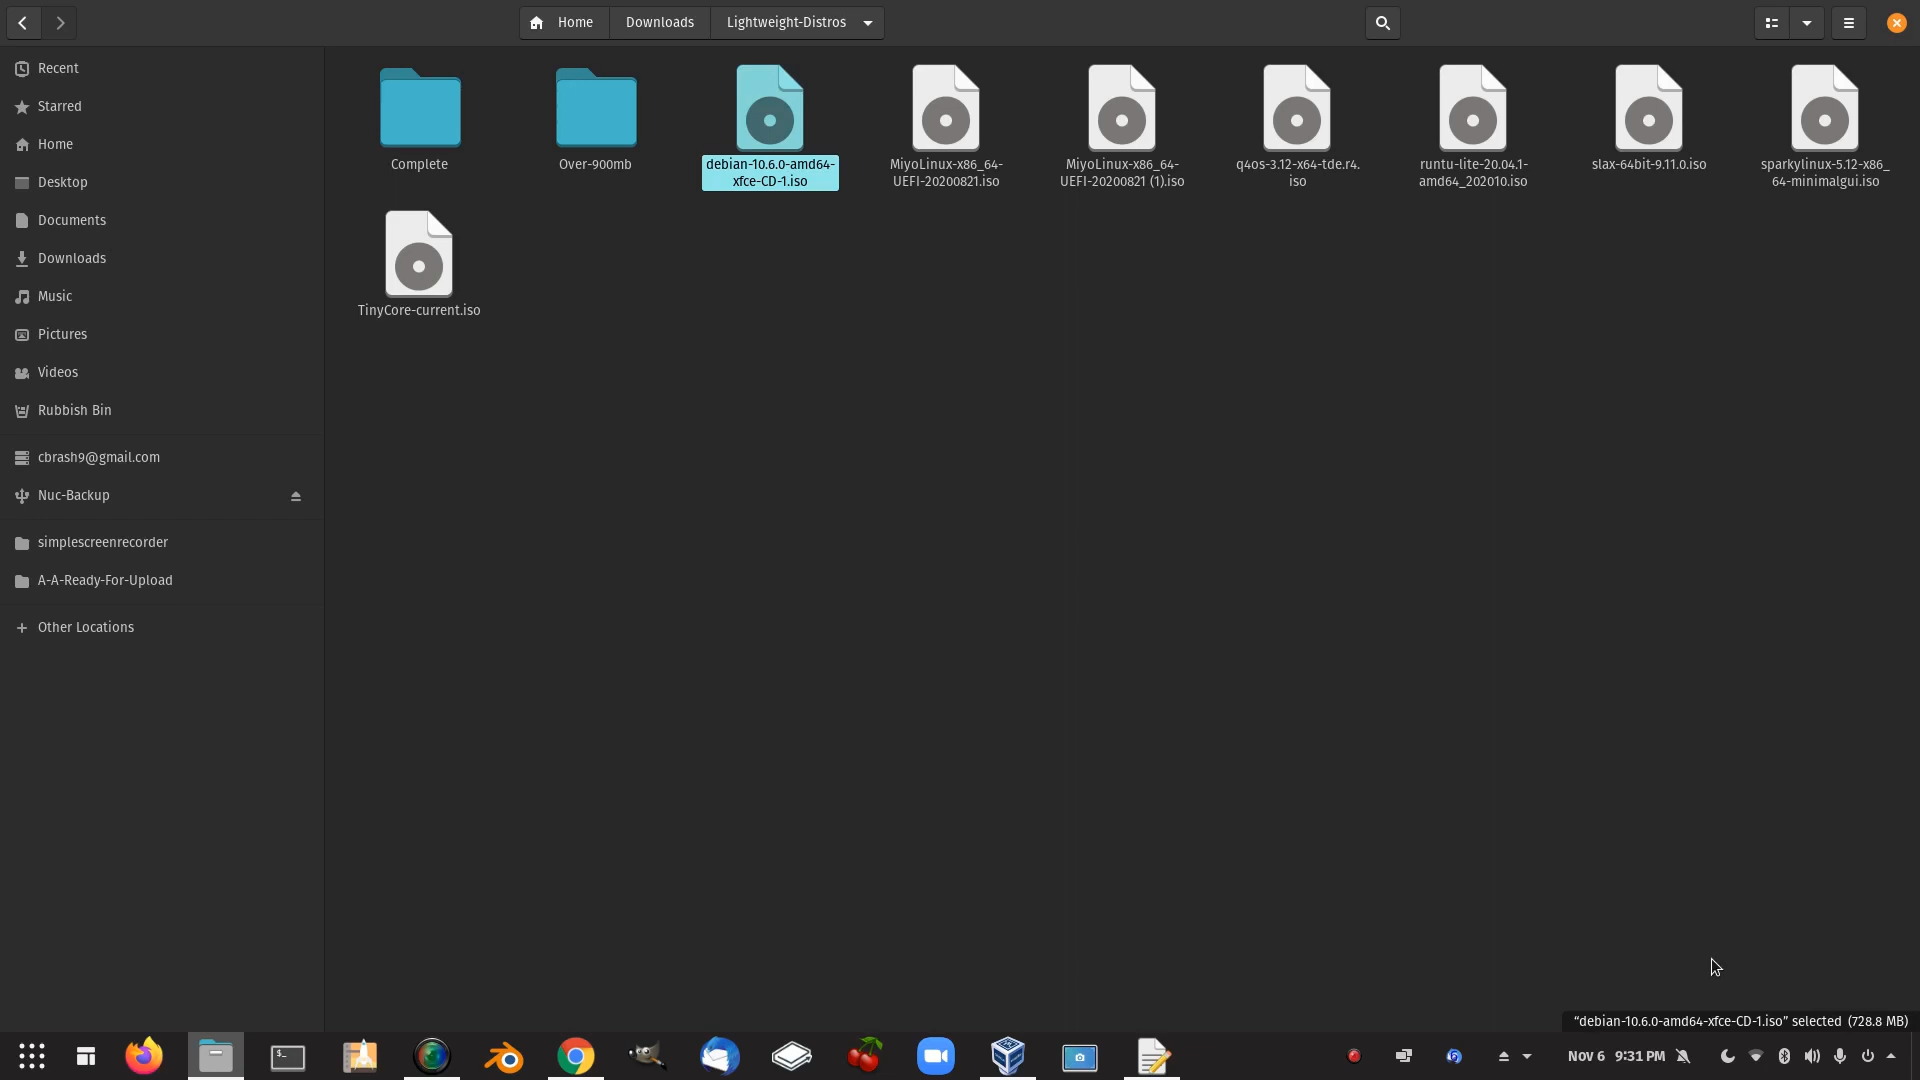 Home
Downloads
Lightweight-Distros
Recent
Starred
Home
Desktop
Documents
Downloads
Music
Pictures
Videos
Rubbish Bin
cbrash9@gmail.com
Nuc-Backup
simplescreenrecorder
A-A-Ready-For-Upload
Other Locations
Complete
Over-900mb
debian-10.6.0-amd64-
xfce-CD-1.iso
MiyoLinux-x86_64-
UEFI-20200821.iso
MiyoLinux-x86_64-
UEFI-20200821 (1).iso
q4os-3.12-x64-tde.r4.
iso
runtu-lite-20.04.1-
amd64_202010.iso
slax-64bit-9.11.0.iso
sparkylinux-5.12-x86_
64-minimalgui.iso
TinyCore-current.iso
“debian-10.6.0-amd64-xfce-CD-1.iso” selected (728.8 MB)
$_
Nov 6 9:31 PM